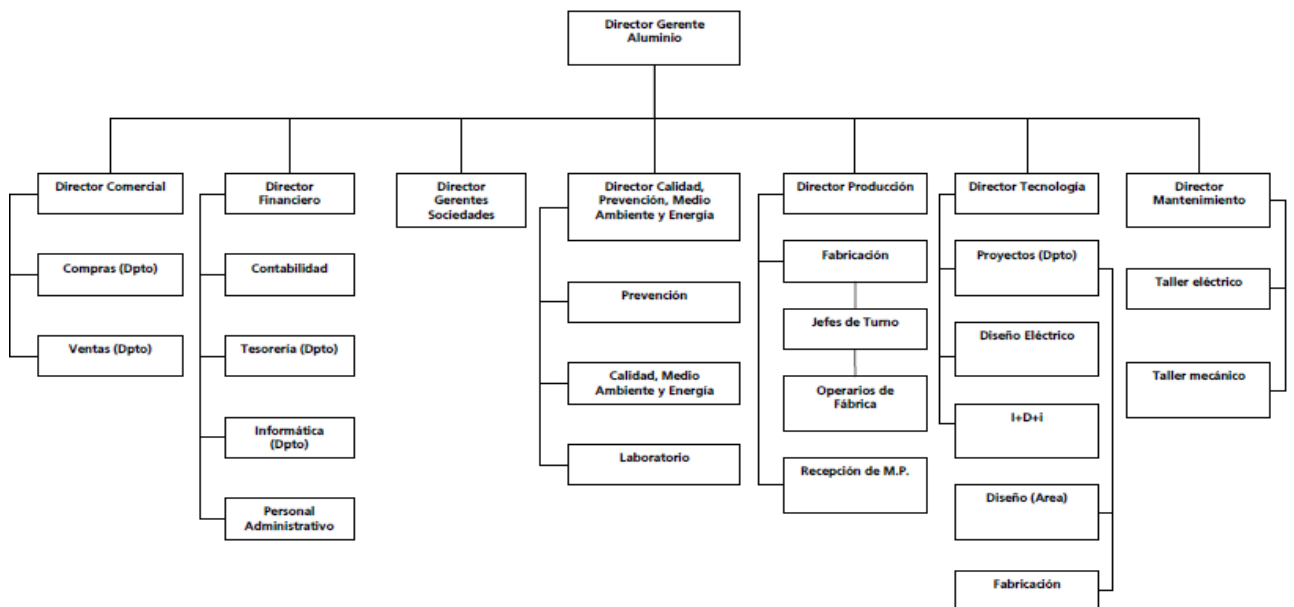 Director Gerente
Aluminio
Director Comercial
Director
Financiero
Director
Gerentes
Sociedades
Director Calidad,
Prevención, Medio
Ambiente y Energía
Director Producción
Director Tecnología
Director
Mantenimiento
Compras (Dpto)
Contabilidad
Prevención
Fabricación
Proyectos (Dpto)
Taller eléctrico
Jefes de Turno
Ventas (Dpto)
Tesorería (Dpto)
Calidad, Medio
Ambiente y Energía
Operarios de
Fábrica
Diseño Eléctrico
Taller mecánico
Informática
(Dpto)
Laboratorio
Recepción de M.P.
I+D+i
Personal
Administrativo
Diseño (Area)
Fabricación